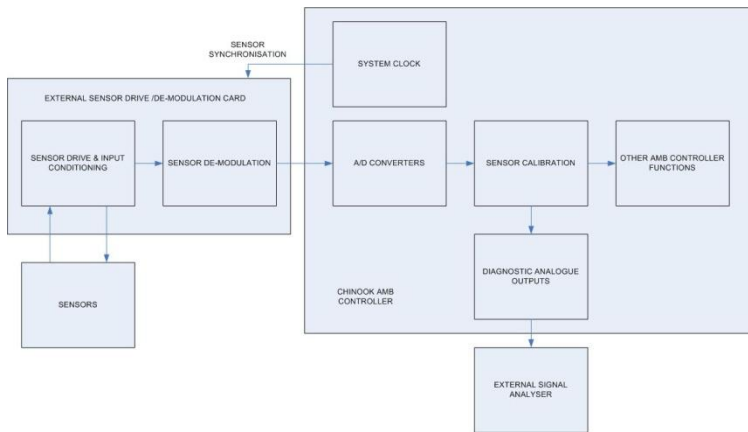 SENSOR
SYNCHRONISATION
SYSTEM CLOCK
EXTERNAL SENSOR DRIVE /DE-MODULATION CARD
SENSOR DRIVE & INPUT
CONDITIONING
SENSOR DE-MODULATION
A/D CONVERTERS
SENSOR CALIBRATION
OTHER AMB CONTROLLER
FUNCTIONS
SENSORS
CHINOOK AMB
CONTROLLER
DIAGNOSTIC ANALOGUE
OUTPUTS
EXTERNAL SIGNAL
ANALYSER